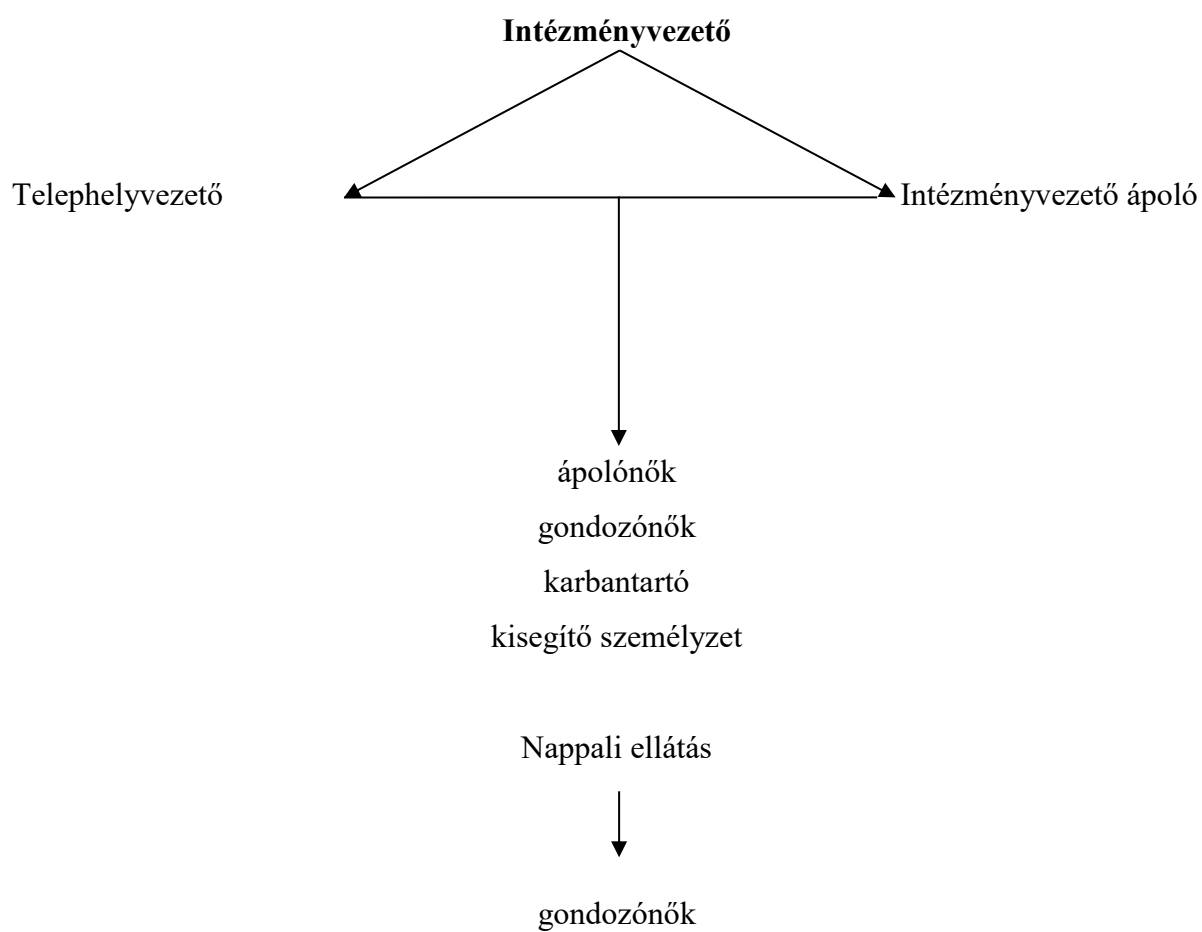 Intézményvezető
Telephelyvezető
Intézményvezető ápoló
ápolónők
gondozónők
karbantartó
kisegítő személyzet
Nappali ellátás
gondozónők